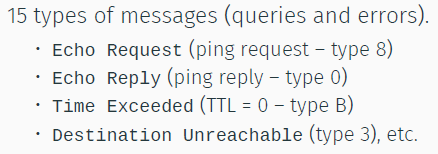 15 types of messages (queries and errors).
• Echo Request (ping request – type 8)
• Echo Reply (ping reply – type 0)
• Time Exceeded (TTL = 0 – type B)
• Destination Unreachable (type 3), etc.